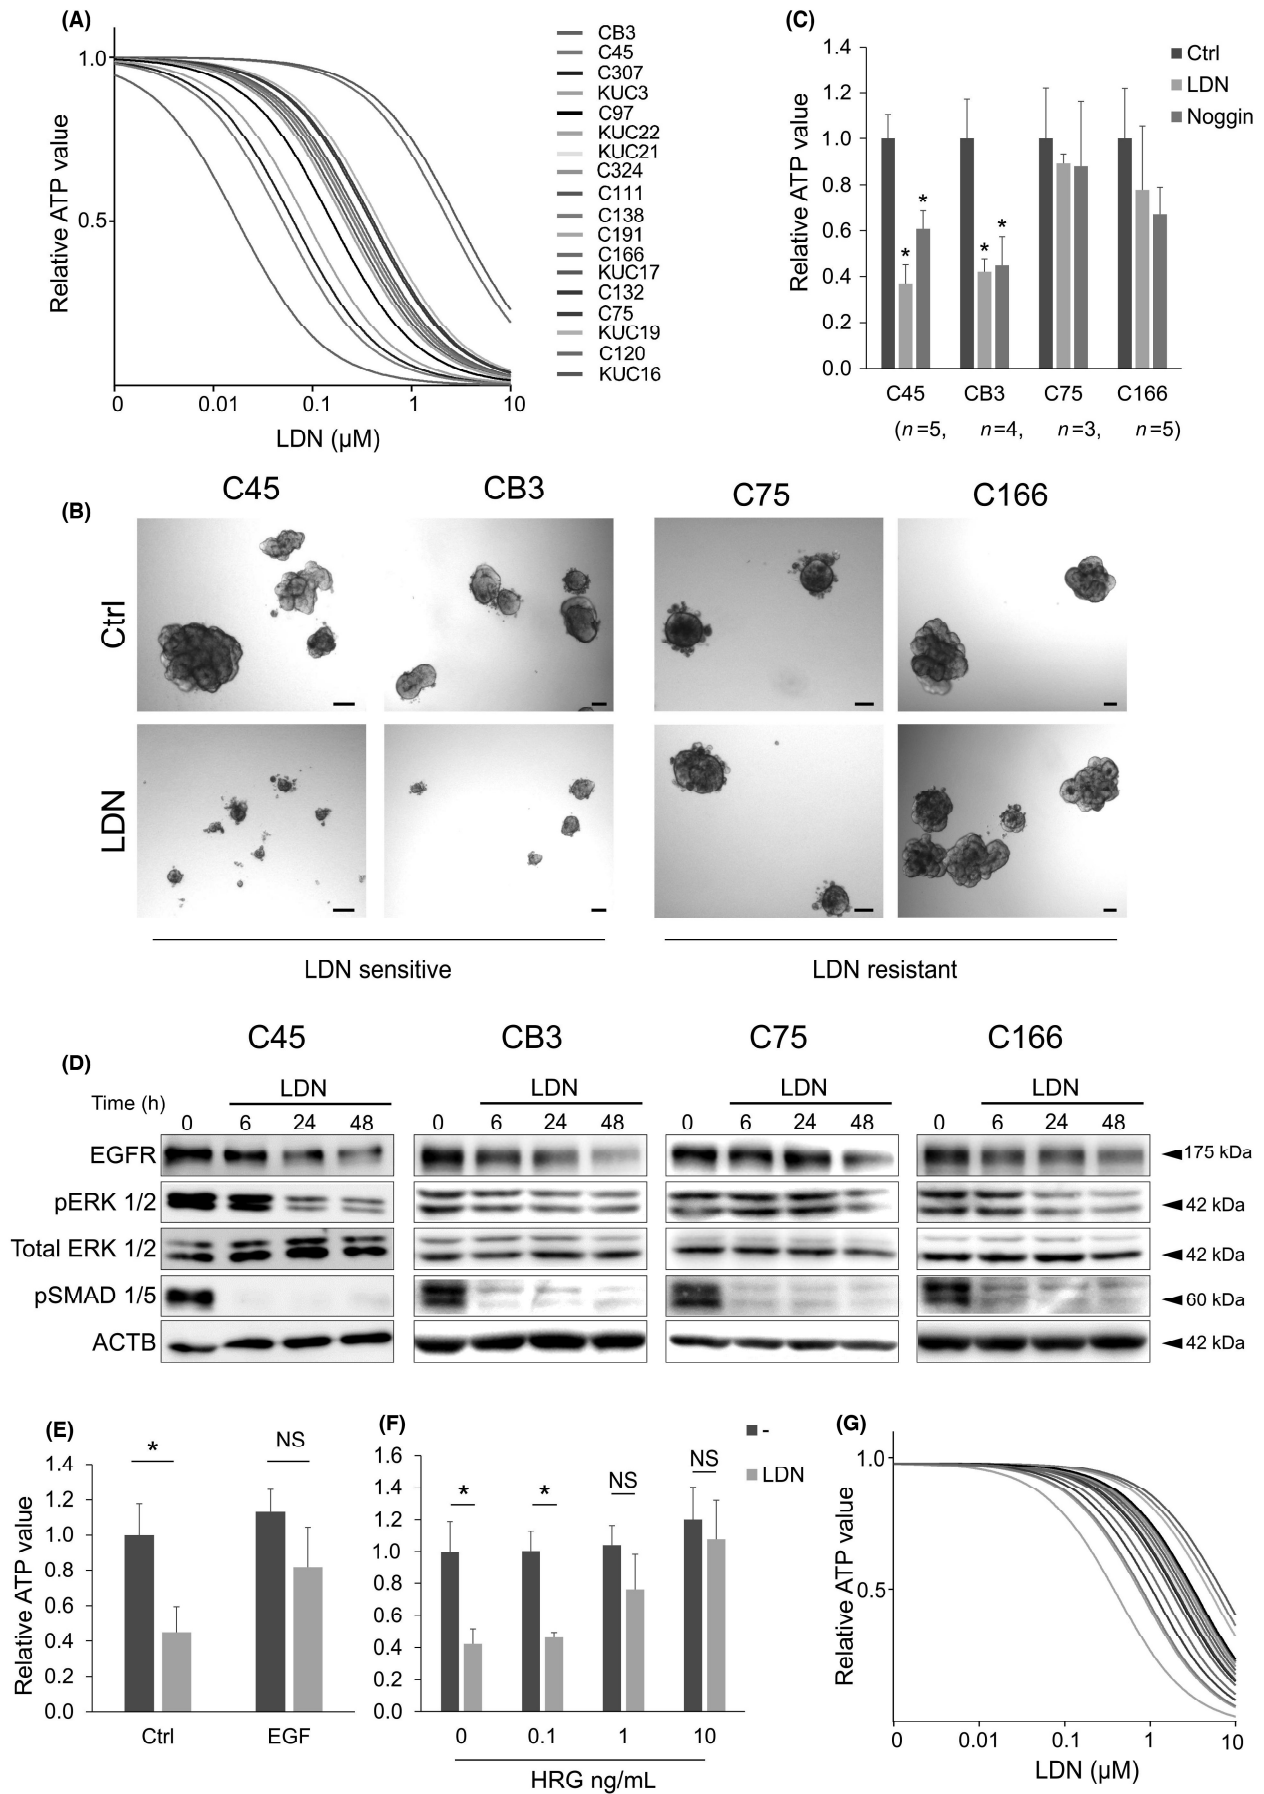 (A)
1.0
0.5
Relative ATP value
0 0.01 0.1 1 10
LDN (µM)
CB3
C45
C307
KUC3
C97
KUC22
KUC21
C324
C111
C138
C191
C166
KUC17
C132
C75
KUC19
C120
KUC16
(C)
1.4
1.2
1.0
0.8
0.6
0.4
0.2
0.0
Relative ATP value
Ctrl
LDN
Noggin
* * * *
C45 CB3 C75 C166
(n=5, n=4, n=3, n=5)
(B)
C45 CB3 C75 C166
Ctrl
LDN
LDN sensitive LDN resistant
(D)
C45 CB3 C75 C166
LDN LDN LDN LDN
Time (h) 0 6 24 48 0 6 24 48 0 6 24 48 0 6 24 48
EGFR 175 kDa
pERK 1/2 42 kDa
Total ERK 1/2 42 kDa
pSMAD 1/5 60 kDa
ACTB 42 kDa
(E)
* NS
1.4
1.2
1.0
0.8
0.6
0.4
0.2
0.0
Relative ATP value
Ctrl EGF
(F)
-
LDN
* * NS NS
1.6
1.4
1.2
1.0
0.8
0.6
0.4
0.2
0.0
0 0.1 1 10
HRG ng/mL
(G)
1.0
0.5
Relative ATP value
0 0.01 0.1 1 10
LDN (µM)